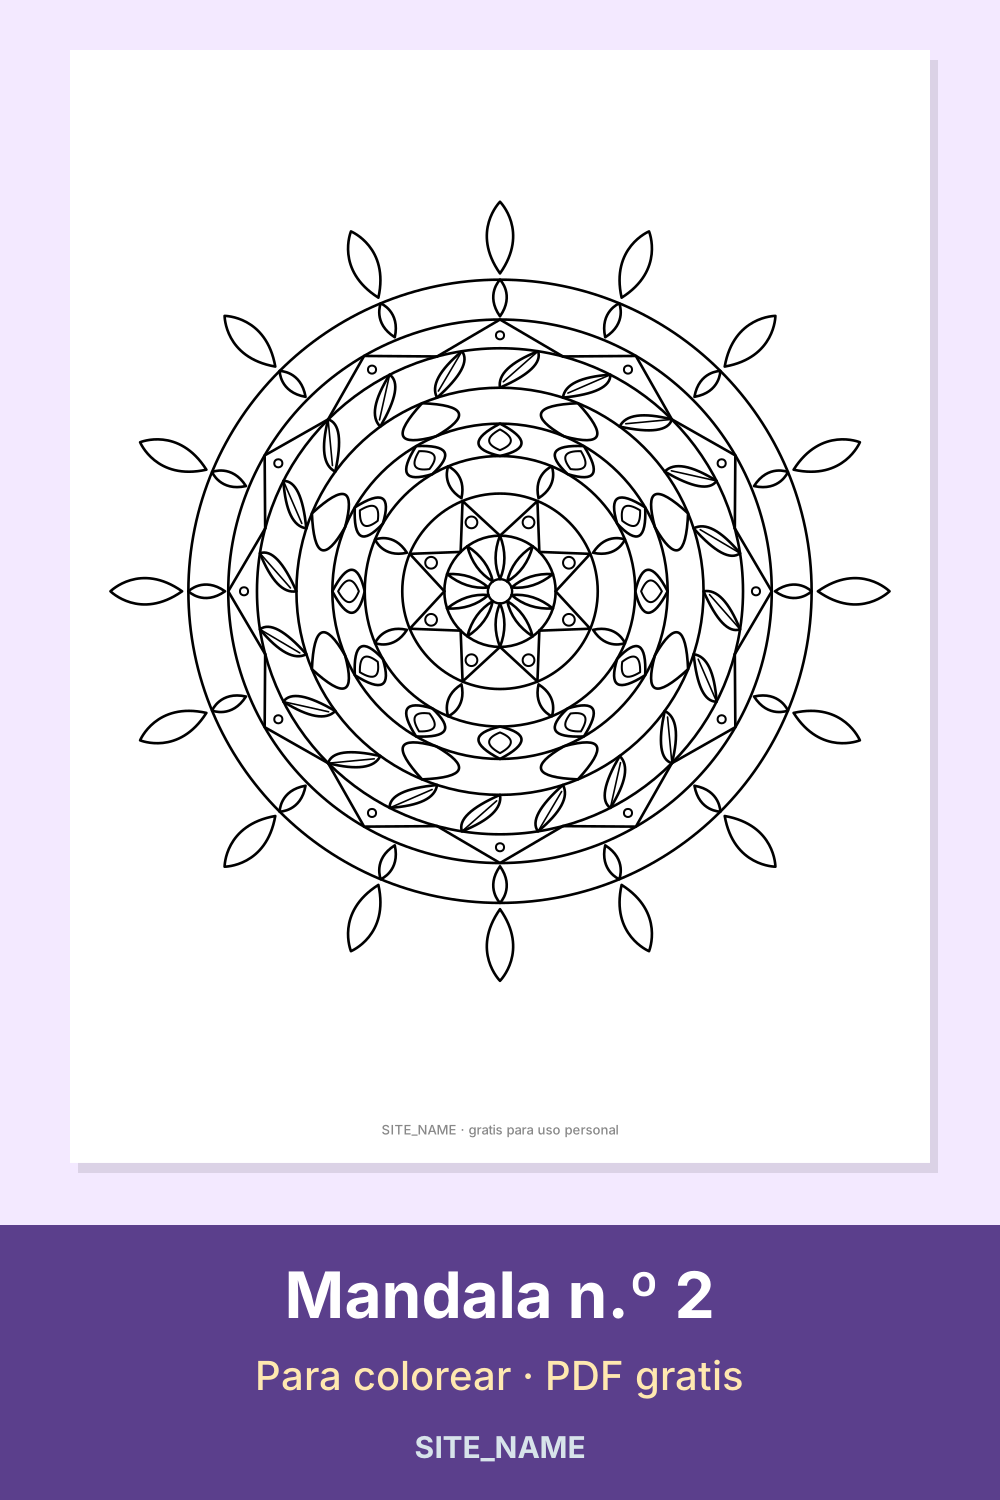 SITE_NAME · gratis para uso personal
Mandala n.º 2
Para colorear · PDF gratis
SITE_NAME